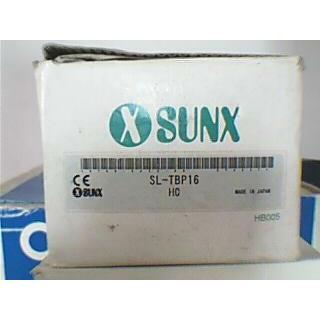 SUNX
SL-TBP16
CE
SUNX
HC
MADE IN JAPAN
HB005